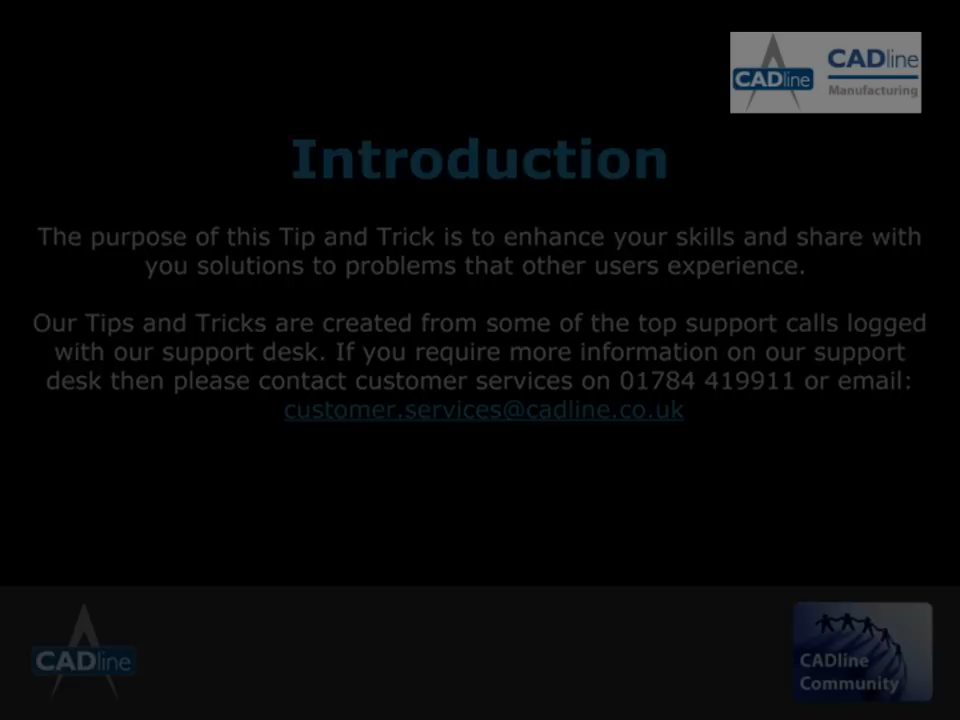 CADline
CADline
Manufacturing
Introduction
The purpose of this Tip and Trick is to enhance your skills and share with
you solutions to problems that other users experience.
Our Tips and Tricks are created from some of the top support calls logged
with our support desk. If you require more information on our support
desk then please contact customer services on 01784 419911 or email:
customer.services@cadline.co.uk
CADline
CADline
Community